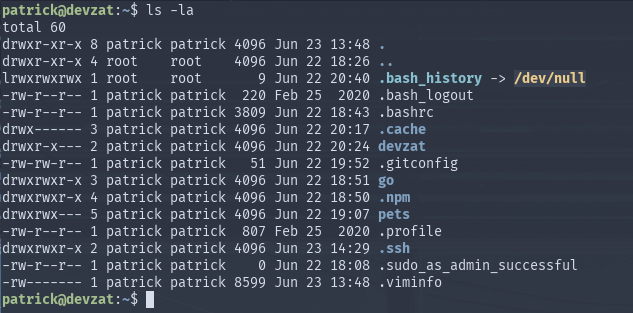 patrick@devzat:~$ ls -la
total 60
drwxr-xr-x 8 patrick patrick 4096 Jun 23 13:48 .
drwxr-xr-x 4 root    root    4096 Jun 22 18:26 ..
lrwxrwxrwx 1 root    root       9 Jun 22 20:40 .bash_history -> /dev/null
-rw-r--r-- 1 patrick patrick  220 Feb 25  2020 .bash_logout
-rw-r--r-- 1 patrick patrick 3809 Jun 22 18:43 .bashrc
drwx------ 3 patrick patrick 4096 Jun 22 20:17 .cache
drwxr-x--- 2 patrick patrick 4096 Jun 22 20:24 devzat
-rw-rw-r-- 1 patrick patrick   51 Jun 22 19:52 .gitconfig
drwxrwxr-x 3 patrick patrick 4096 Jun 22 18:51 go
drwxrwxr-x 4 patrick patrick 4096 Jun 22 18:50 .npm
drwxrwx--- 5 patrick patrick 4096 Jun 22 19:07 pets
-rw-r--r-- 1 patrick patrick  807 Feb 25  2020 .profile
drwxrwxr-x 2 patrick patrick 4096 Jun 23 14:29 .ssh
-rw-r--r-- 1 patrick patrick    0 Jun 22 18:08 .sudo_as_admin_successful
-rw------- 1 patrick patrick 8599 Jun 23 13:48 .viminfo
patrick@devzat:~$